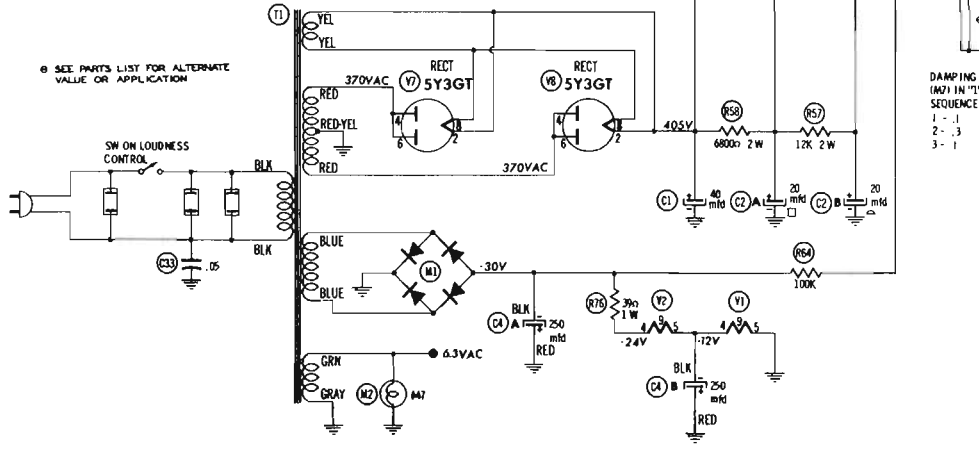 T1
YEL
YEL
θ SEE PARTS LIST FOR ALTERNATE
VALUE OR APPLICATION
RECT
V7 5Y3GT
370VAC
RED
RED-YEL
RED
4
6
8
2
370VAC
RECT
V8 5Y3GT
4
6
8
2
405V
R58
6800Ω 2W
R57
12K 2W
C1
40
mfd
C2 A
20
mfd
C2 B
20
mfd
DAMPING
(M7) IN "1"
SEQUENCE
1 - .1
2 - .3
3 - .1
SW ON LOUDNESS
CONTROL
BLK
BLK
C33 .05
BLUE
BLUE
M1
-30V
R64
100K
C4 A
BLK
250
mfd
RED
R76
39Ω
1 W
-24V
V2
4 9 5
-12V
V1
4 9 5
C4 B
BLK
250
mfd
RED
GRN
GRAY
6.3VAC
M2
#47